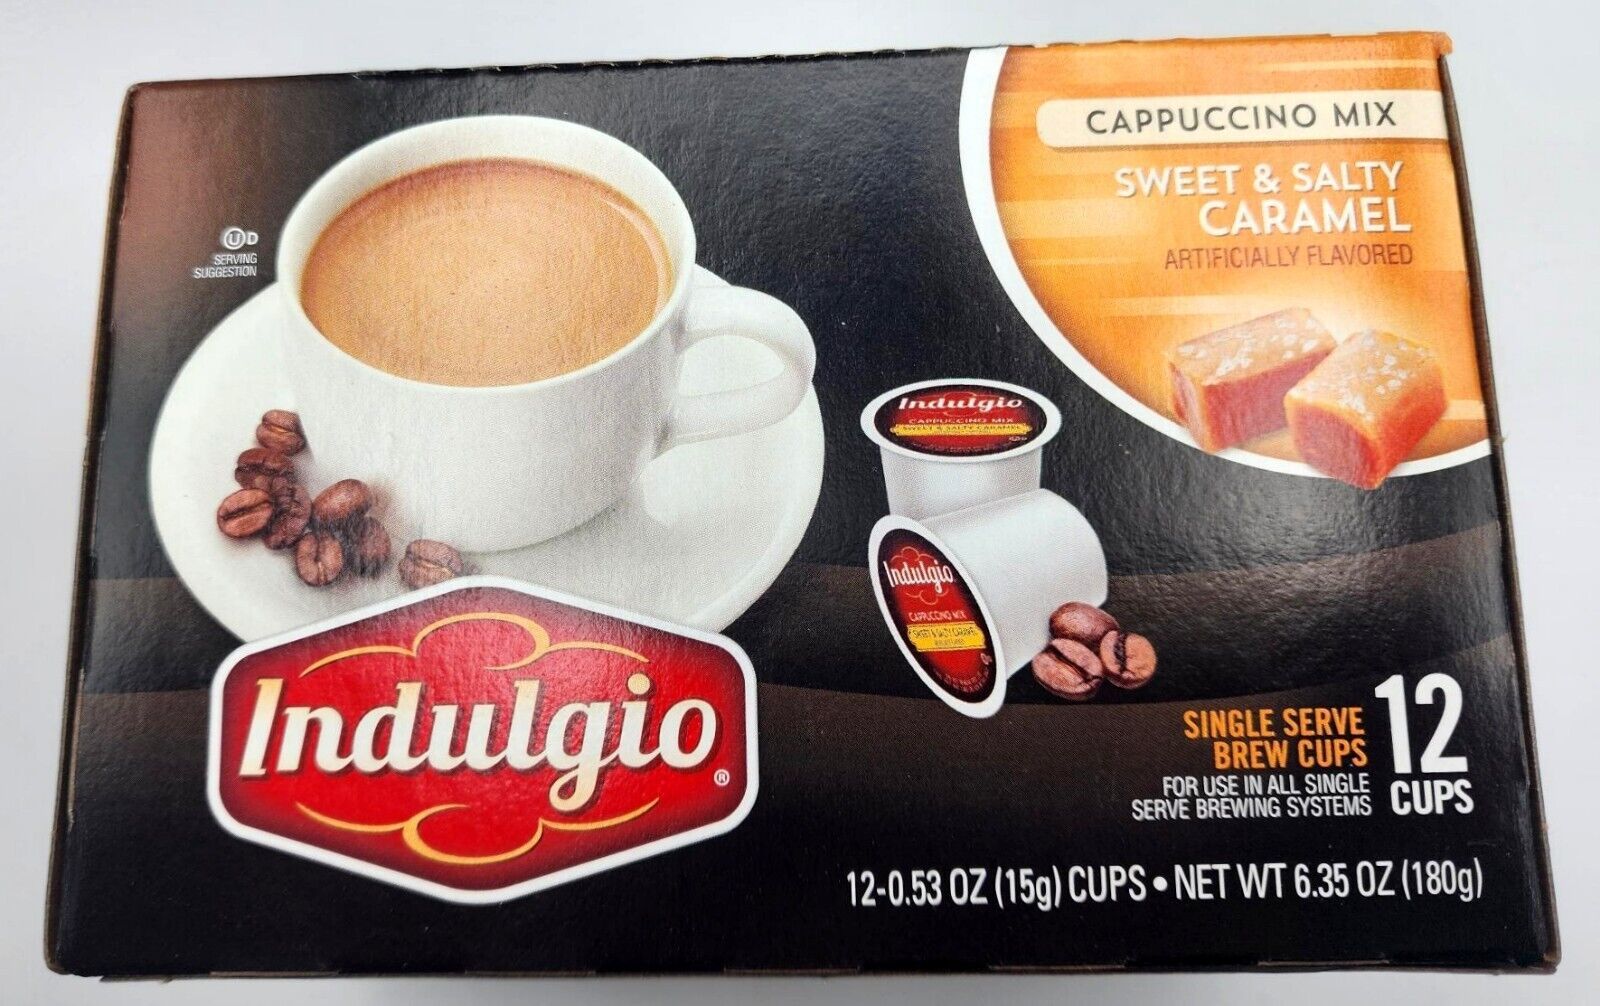 CAPPUCCINO MIX
SWEET & SALTY
CARAMEL
ARTIFICIALLY FLAVORED
UD
SERVING
SUGGESTION
Indulgio
CAPPUCCINO MIX
SWEET & SALTY CARAMEL
Indulgio
CAPPUCCINO MIX
SWEET & SALTY CARAMEL
Indulgio®
SINGLE SERVE
BREW CUPS
FOR USE IN ALL SINGLE
SERVE BREWING SYSTEMS
12
CUPS
12-0.53 OZ (15g) CUPS • NET WT 6.35 OZ (180g)